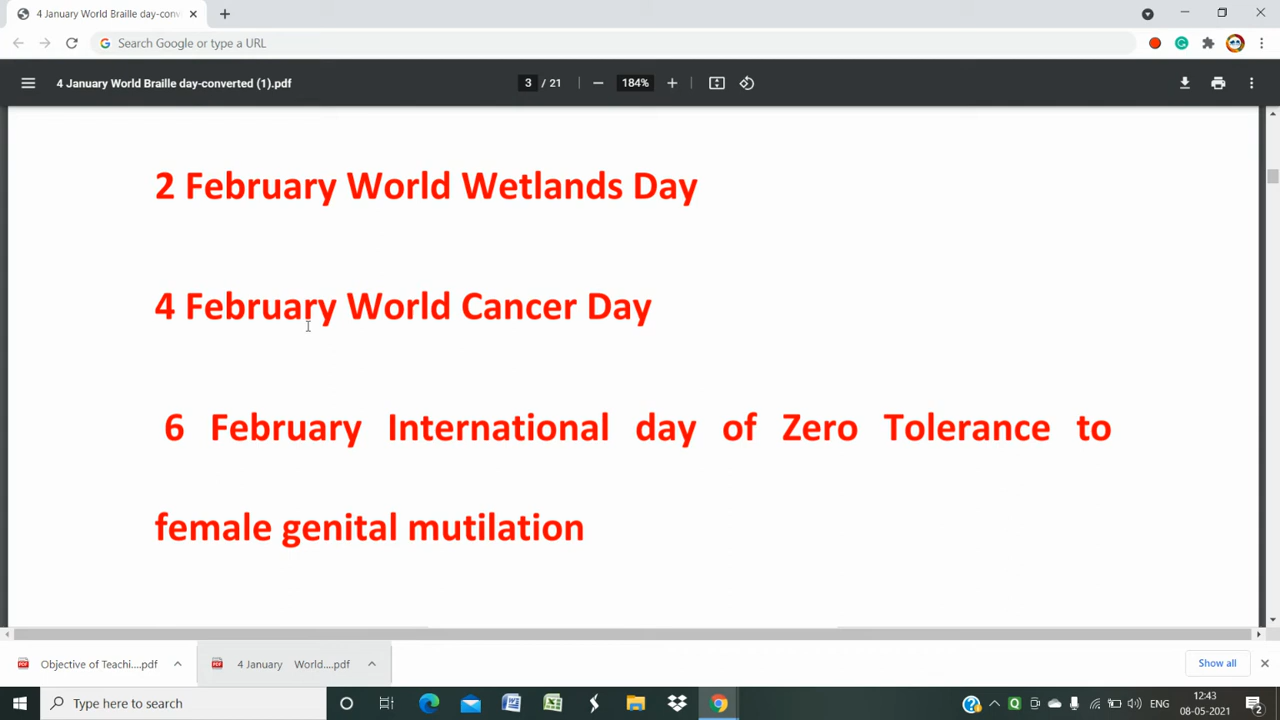 4 January World Braille day-conv
Search Google or type a URL
4 January World Braille day-converted (1).pdf
3 / 21
184%
2 February World Wetlands Day
4 February World Cancer Day
6 February International day of Zero Tolerance to
female genital mutilation
Objective of Teachi....pdf
4 January World....pdf
Show all
Type here to search
ENG
12:43
08-05-2021
2